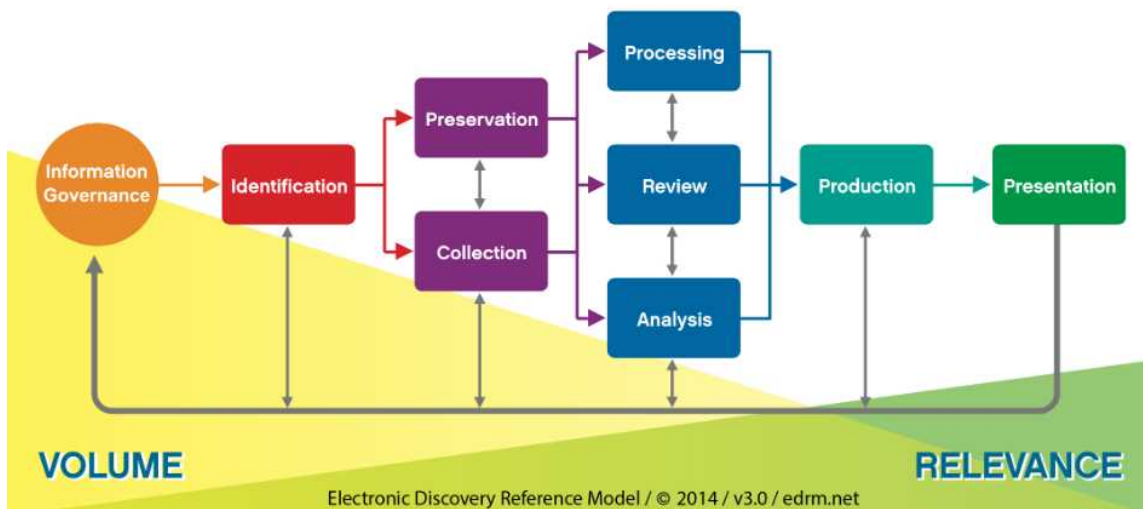 Processing
Preservation
Information
Governance
Identification
Review
Production
Presentation
Collection
Analysis
VOLUME
RELEVANCE
Electronic Discovery Reference Model / © 2014 / v3.0 / edrm.net